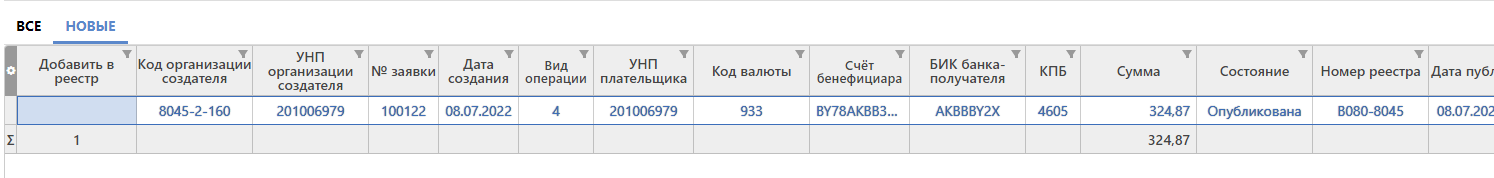 ВСЕ НОВЫЕ
Добавить в реестр Код организации создателя УНП организации создателя № заявки Дата создания Вид операции УНП плательщика Код валюты Счёт бенефициара БИК банка-получателя КПБ Сумма Состояние Номер реестра Дата публ
8045-2-160 201006979 100122 08.07.2022 4 201006979 933 BY78AKBB3... AKBBBY2X 4605 324,87 Опубликована B080-8045 08.07.202
Σ 1 324,87